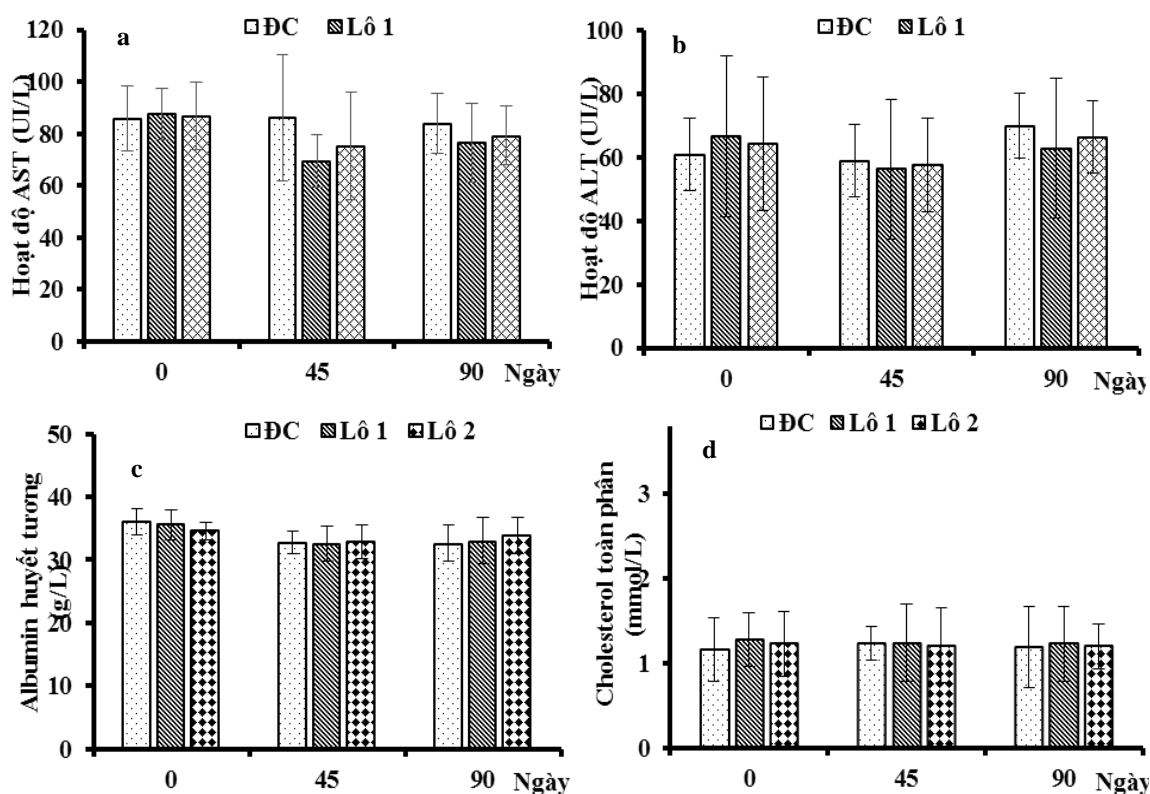 a
ĐC Lô 1
Hoạt độ AST (UI/L)
120
100
80
60
40
20
0
0 45 90 Ngày
b
ĐC Lô 1
Hoạt độ ALT (UI/L)
100
80
60
40
20
0
0 45 90 Ngày
c
ĐC Lô 1 Lô 2
Albumin huyết tương
(g/L)
50
40
30
20
10
0
0 45 90 Ngày
d
ĐC Lô 1 Lô 2
Cholesterol toàn phân
(mmol/L)
3
2
1
0
0 45 90 Ngày